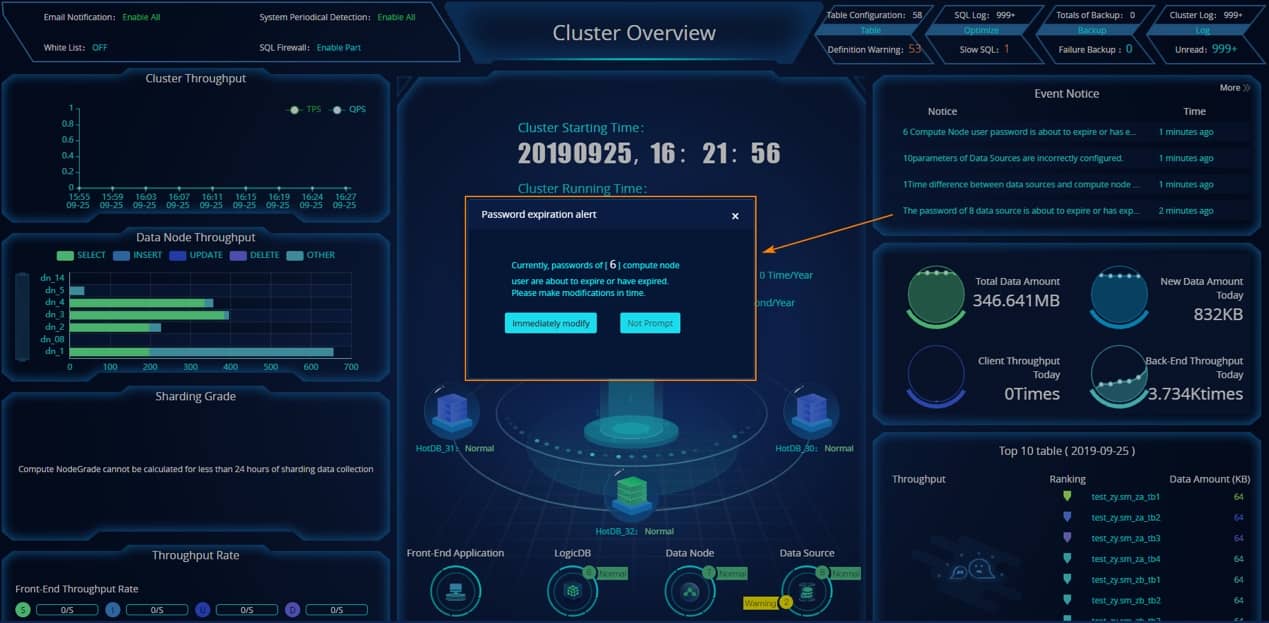 Email Notification: Enable All
System Periodical Detection: Enable All
White List: OFF
SQL Firewall: Enable Part
Cluster Overview
Table Configuration: 58
Table
Definition Warning: 53
SQL Log: 999+
Optimize
Slow SQL: 1
Totals of Backup: 0
Backup
Failure Backup : 0
Cluster Log: 999+
Log
Unread: 999+
Cluster Throughput
TPS
QPS
1
0.8
0.6
0.4
0.2
0
15:55 15:59 16:03 16:07 16:11 16:15 16:19 16:24 16:27
09-25 09-25 09-25 09-25 09-25 09-25 09-25 09-25 09-25
Data Node Throughput
SELECT INSERT UPDATE DELETE OTHER
dn_14
dn_5
dn_4
dn_3
dn_2
dn_08
dn_1
0 100 200 300 400 500 600 700
Sharding Grade
Compute NodeGrade cannot be calculated for less than 24 hours of sharding data collection
Throughput Rate
Front-End Throughput Rate
S 0/S I 0/S U 0/S D 0/S
Cluster Starting Time:
20190925, 16: 21: 56
Cluster Running Time:
0 Time/Year
ond/Year
Password expiration alert
×
Currently, passwords of [ 6 ] compute node
user are about to expire or have expired.
Please make modifications in time.
Immediately modify
Not Prompt
HotDB_31: Normal
HotDB_30: Normal
HotDB_32: Normal
Front-End Application
LogicDB
6 Normal
Data Node
7 Normal
Data Source
8 Normal
Warning 2
More
Event Notice
Notice Time
6 Compute Node user password is about to expire or has e... 1 minutes ago
10parameters of Data Sources are incorrectly configured. 1 minutes ago
1Time difference between data sources and compute node ... 1 minutes ago
The password of 8 data source is about to expire or has exp... 2 minutes ago
Total Data Amount
346.641MB
New Data Amount
Today
832KB
Client Throughput
Today
0Times
Back-End Throughput
Today
3.734Ktimes
Top 10 table ( 2019-09-25 )
Throughput
Ranking Data Amount (KB)
test_zy.sm_za_tb1 64
test_zy.sm_za_tb2 64
test_zy.sm_za_tb3 64
test_zy.sm_za_tb4 64
test_zy.sm_zb_tb1 64
test_zy.sm_zb_tb2 64